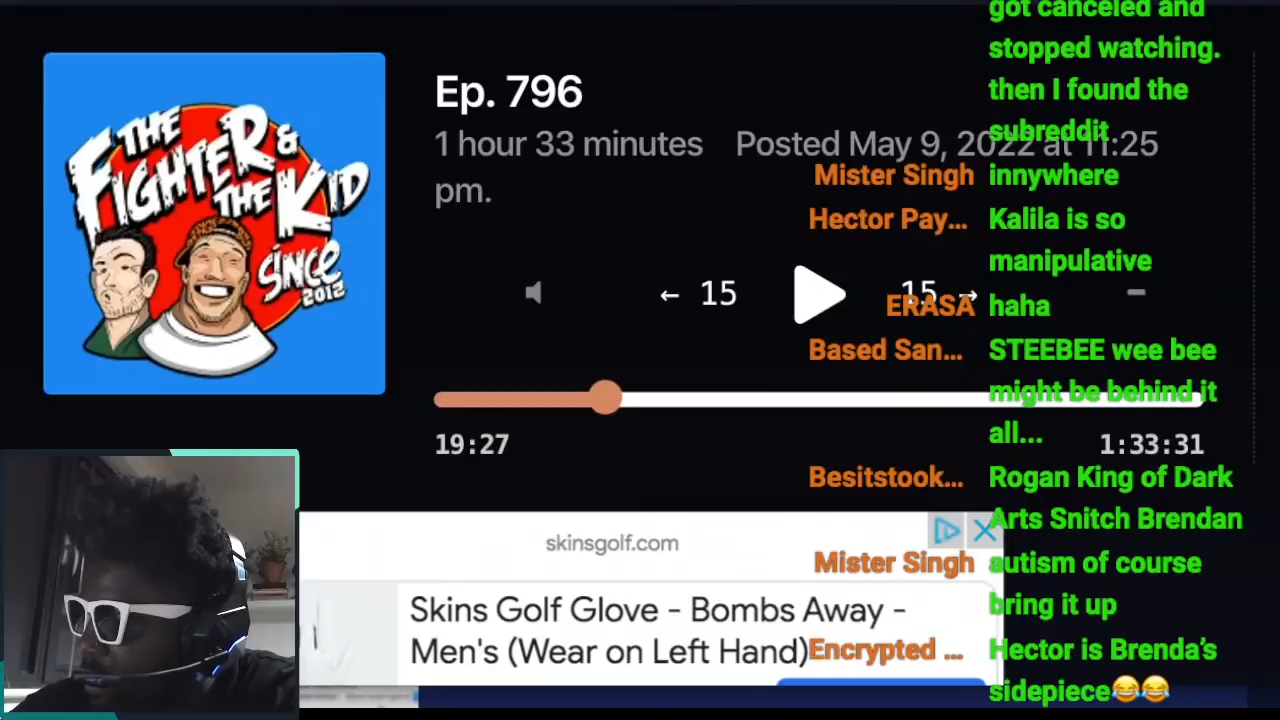 got canceled and
stopped watching.
then I found the
subreddit
THE
FIGHTER &
THE KID
SINCE
2012
Ep. 796
1 hour 33 minutes Posted May 9, 2022 at 11:25
pm.
Mister Singh innywhere
Hector Pay... Kalila is so
manipulative
← 15 15 →
ERASA haha
Based San... STEEBEE wee bee
might be behind it
all...
19:27 1:33:31
Besitstook... Rogan King of Dark
Arts Snitch Brendan
skinsgolf.com
Mister Singh autism of course
bring it up
Skins Golf Glove - Bombs Away -
Men's (Wear on Left Hand)
Encrypted ... Hector is Brenda's
sidepiece😂😂